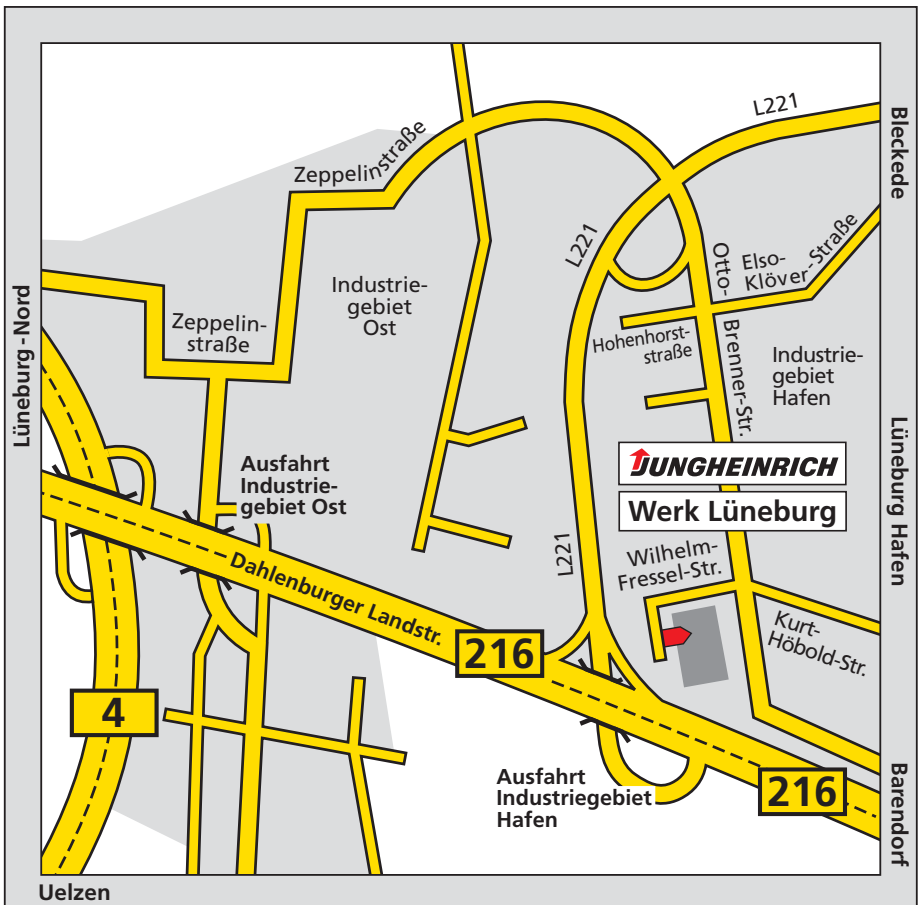 L221
Bleckede
Zeppelinstraße
L221
Otto-
Brenner-Str.
Elso-
Klöver-Straße
Industrie-
gebiet
Ost
Zeppelin-
straße
Hohenhorst-
straße
Industrie-
gebiet
Hafen
Lüneburg-Nord
Ausfahrt
Industrie-
gebiet Ost
JUNGHEINRICH
Werk Lüneburg
Lüneburg Hafen
L221
Wilhelm-
Fressel-Str.
Dahlenburger Landstr.
216
Kurt-
Höbold-Str.
4
Ausfahrt
Industriegebiet
Hafen
216
Barendorf
Uelzen